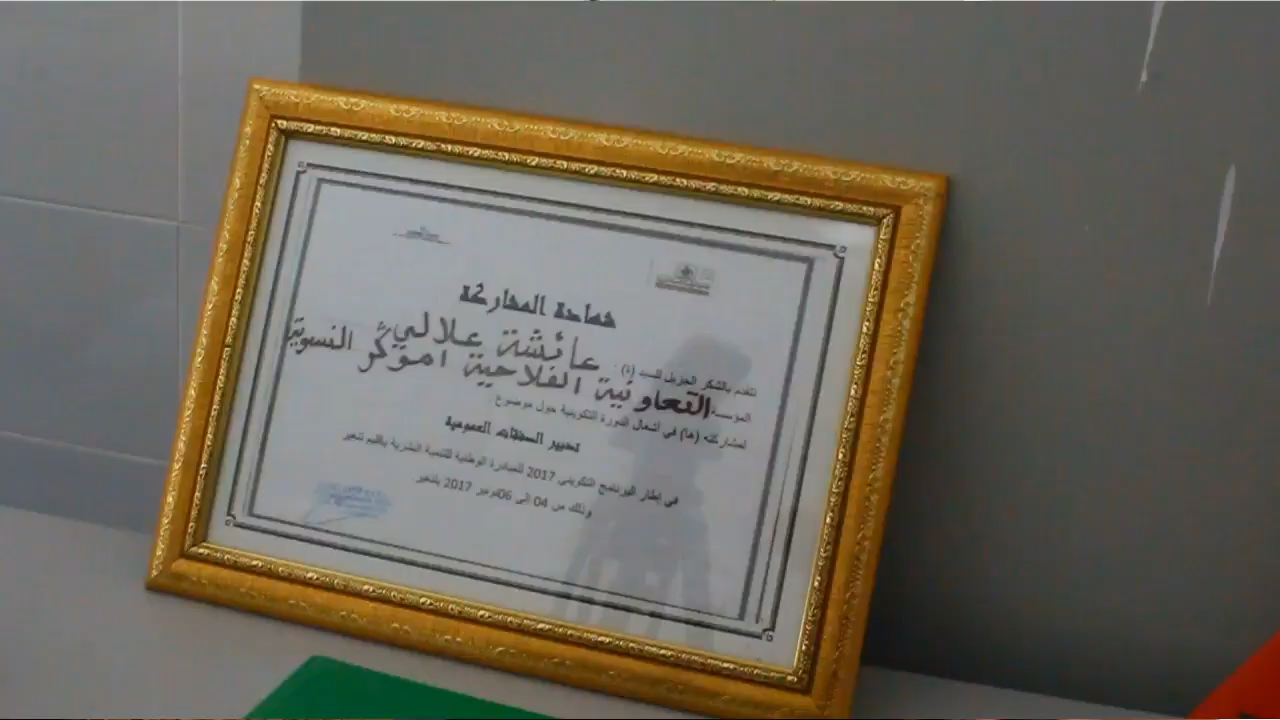 شهادة المشاركة
نتقدم بالشكر الجزيل للسيد (ة) : عائشة علالي
المؤسسة التعاونية الفلاحية اموگر النسوية
لمشاركته (ها) في أشغال الدورة التكوينية حول موضوع
تدبير الصفقات العمومية
في إطار البرنامج التكويني 2017 للمبادرة الوطنية للتنمية البشرية بإقليم تنغير
وذلك من 04 إلى 06 نونبر 2017 بتنغير